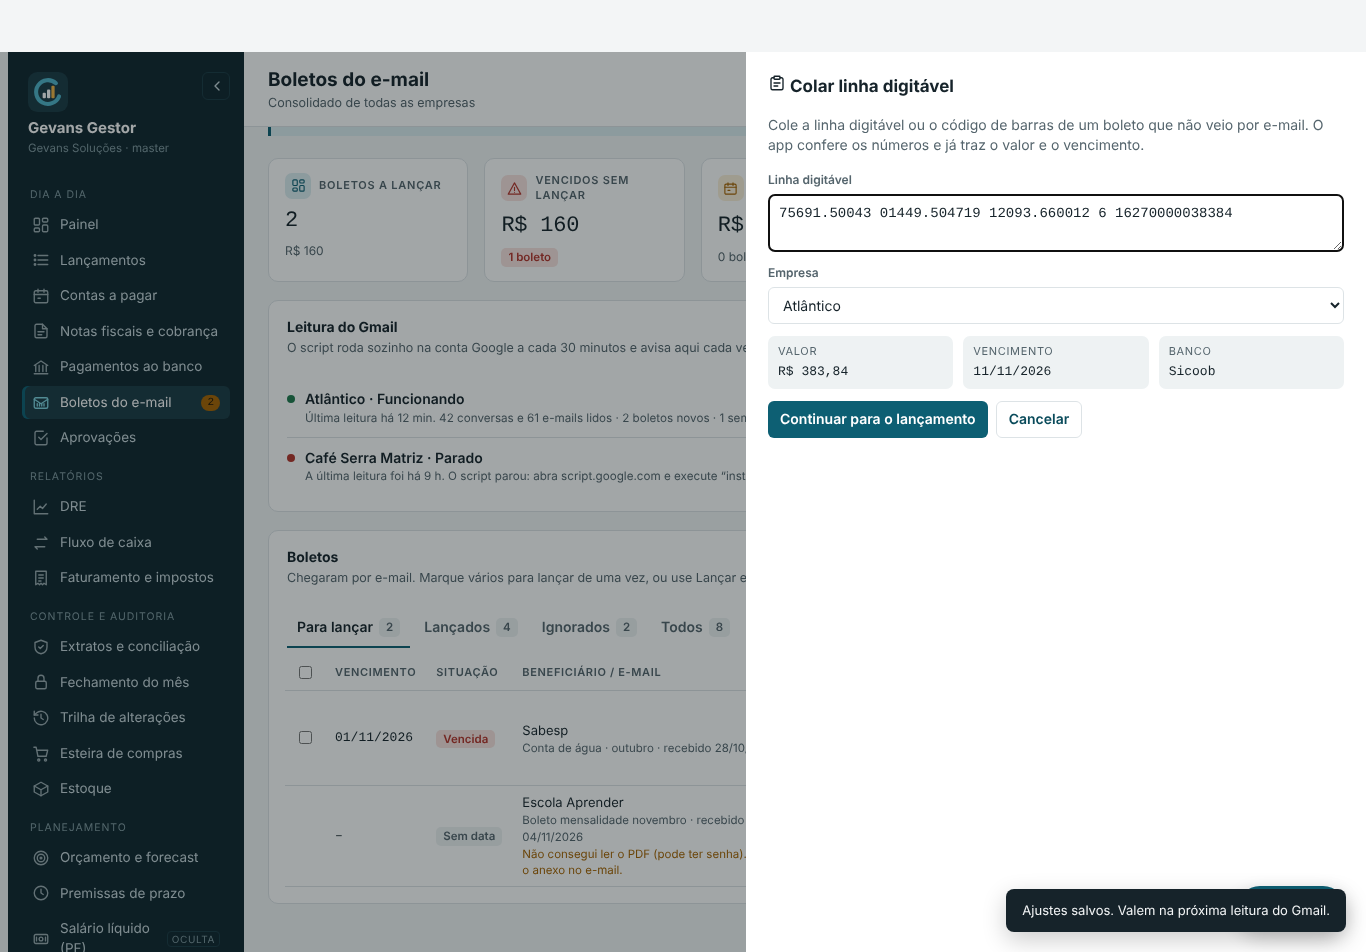 Gevans Gestor
Gevans Soluções · master
DIA A DIA
Painel
Lançamentos
Contas a pagar
Notas fiscais e cobrança
Pagamentos ao banco
Boletos do e-mail 2
Aprovações
RELATÓRIOS
DRE
Fluxo de caixa
Faturamento e impostos
CONTROLE E AUDITORIA
Extratos e conciliação
Fechamento do mês
Trilha de alterações
Esteira de compras
Estoque
PLANEJAMENTO
Orçamento e forecast
Premissas de prazo
Salário líquido
(PF) OCULTA
Boletos do e-mail
Consolidado de todas as empresas
BOLETOS A LANÇAR
2
R$ 160
VENCIDOS SEM
LANÇAR
R$ 160
1 boleto
R$
0 bol
Leitura do Gmail
O script roda sozinho na conta Google a cada 30 minutos e avisa aqui cada ve
Atlântico · Funcionando
Última leitura há 12 min. 42 conversas e 61 e-mails lidos · 2 boletos novos · 1 sem
Café Serra Matriz · Parado
A última leitura foi há 9 h. O script parou: abra script.google.com e execute "inst
Boletos
Chegaram por e-mail. Marque vários para lançar de uma vez, ou use Lançar e
Para lançar 2 Lançados 4 Ignorados 2 Todos 8
VENCIMENTO SITUAÇÃO BENEFICIÁRIO / E-MAIL
01/11/2026 Vencida Sabesp
Conta de água · outubro · recebido 28/10,
– Sem data Escola Aprender
Boleto mensalidade novembro · recebido
04/11/2026
Não consegui ler o PDF (pode ter senha).
o anexo no e-mail.
Colar linha digitável
Cole a linha digitável ou o código de barras de um boleto que não veio por e-mail. O
app confere os números e já traz o valor e o vencimento.
Linha digitável
75691.50043 01449.504719 12093.660012 6 16270000038384
Empresa
Atlântico
VALOR
R$ 383,84
VENCIMENTO
11/11/2026
BANCO
Sicoob
Continuar para o lançamento Cancelar
Ajustes salvos. Valem na próxima leitura do Gmail.